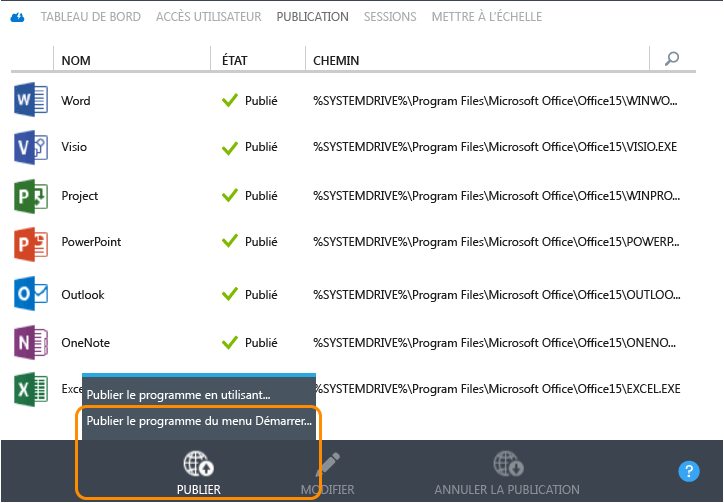 TABLEAU DE BORD ACCÈS UTILISATEUR PUBLICATION SESSIONS METTRE À L'ÉCHELLE
NOM ÉTAT CHEMIN
Word Publié %SYSTEMDRIVE%\Program Files\Microsoft Office\Office15\WINWO...
Visio Publié %SYSTEMDRIVE%\Program Files\Microsoft Office\Office15\VISIO.EXE
Project Publié %SYSTEMDRIVE%\Program Files\Microsoft Office\Office15\WINPRO...
PowerPoint Publié %SYSTEMDRIVE%\Program Files\Microsoft Office\Office15\POWERP...
Outlook Publié %SYSTEMDRIVE%\Program Files\Microsoft Office\Office15\OUTLOO...
OneNote Publié %SYSTEMDRIVE%\Program Files\Microsoft Office\Office15\ONENO...
Exce %SYSTEMDRIVE%\Program Files\Microsoft Office\Office15\EXCEL.EXE
Publier le programme en utilisant...
Publier le programme du menu Démarrer...
PUBLIER MODIFIER ANNULER LA PUBLICATION ?